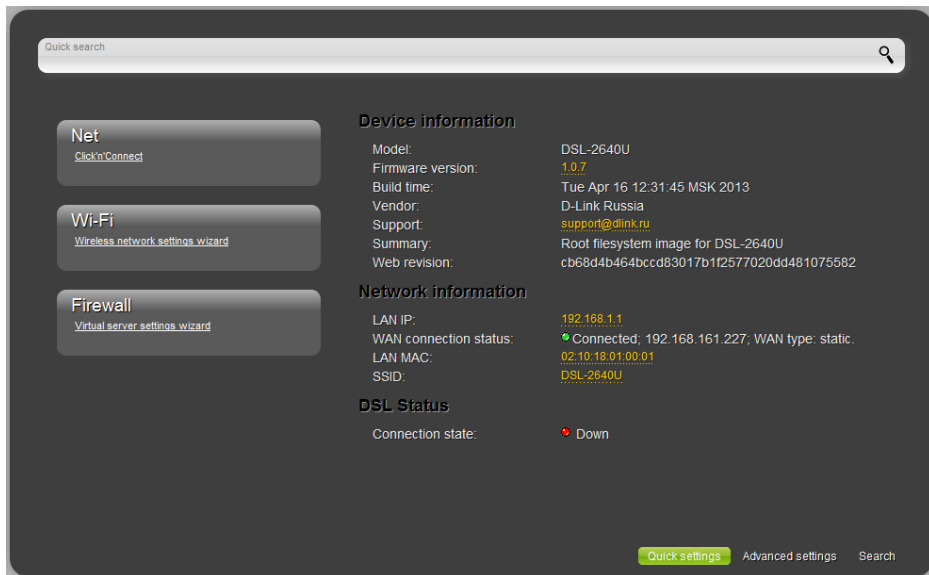 Quick search
Net
Click'n'Connect
Wi-Fi
Wireless network settings wizard
Firewall
Virtual server settings wizard
Device information
Model: DSL-2640U
Firmware version: 1.0.7
Build time: Tue Apr 16 12:31:45 MSK 2013
Vendor: D-Link Russia
Support: support@dlink.ru
Summary: Root filesystem image for DSL-2640U
Web revision: cb68d4b464bccd83017b1f2577020dd481075582
Network information
LAN IP: 192.168.1.1
WAN connection status: Connected; 192.168.161.227; WAN type: static.
LAN MAC: 02:10:18:01:00:01
SSID: DSL-2640U
DSL Status
Connection state: Down
Quick settings Advanced settings Search